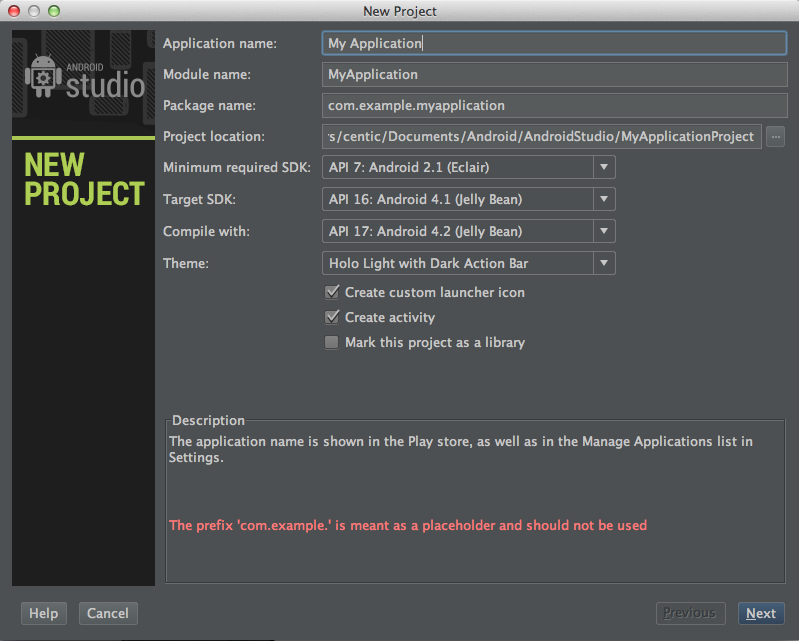 New Project
ANDROID
studio
NEW
PROJECT
Application name: My Application
Module name: MyApplication
Package name: com.example.myapplication
Project location: s/centic/Documents/Android/AndroidStudio/MyApplicationProject ...
Minimum required SDK: API 7: Android 2.1 (Eclair)
Target SDK: API 16: Android 4.1 (Jelly Bean)
Compile with: API 17: Android 4.2 (Jelly Bean)
Theme: Holo Light with Dark Action Bar
Create custom launcher icon
Create activity
Mark this project as a library
Description
The application name is shown in the Play store, as well as in the Manage Applications list in
Settings.
The prefix 'com.example.' is meant as a placeholder and should not be used
Help Cancel Previous Next